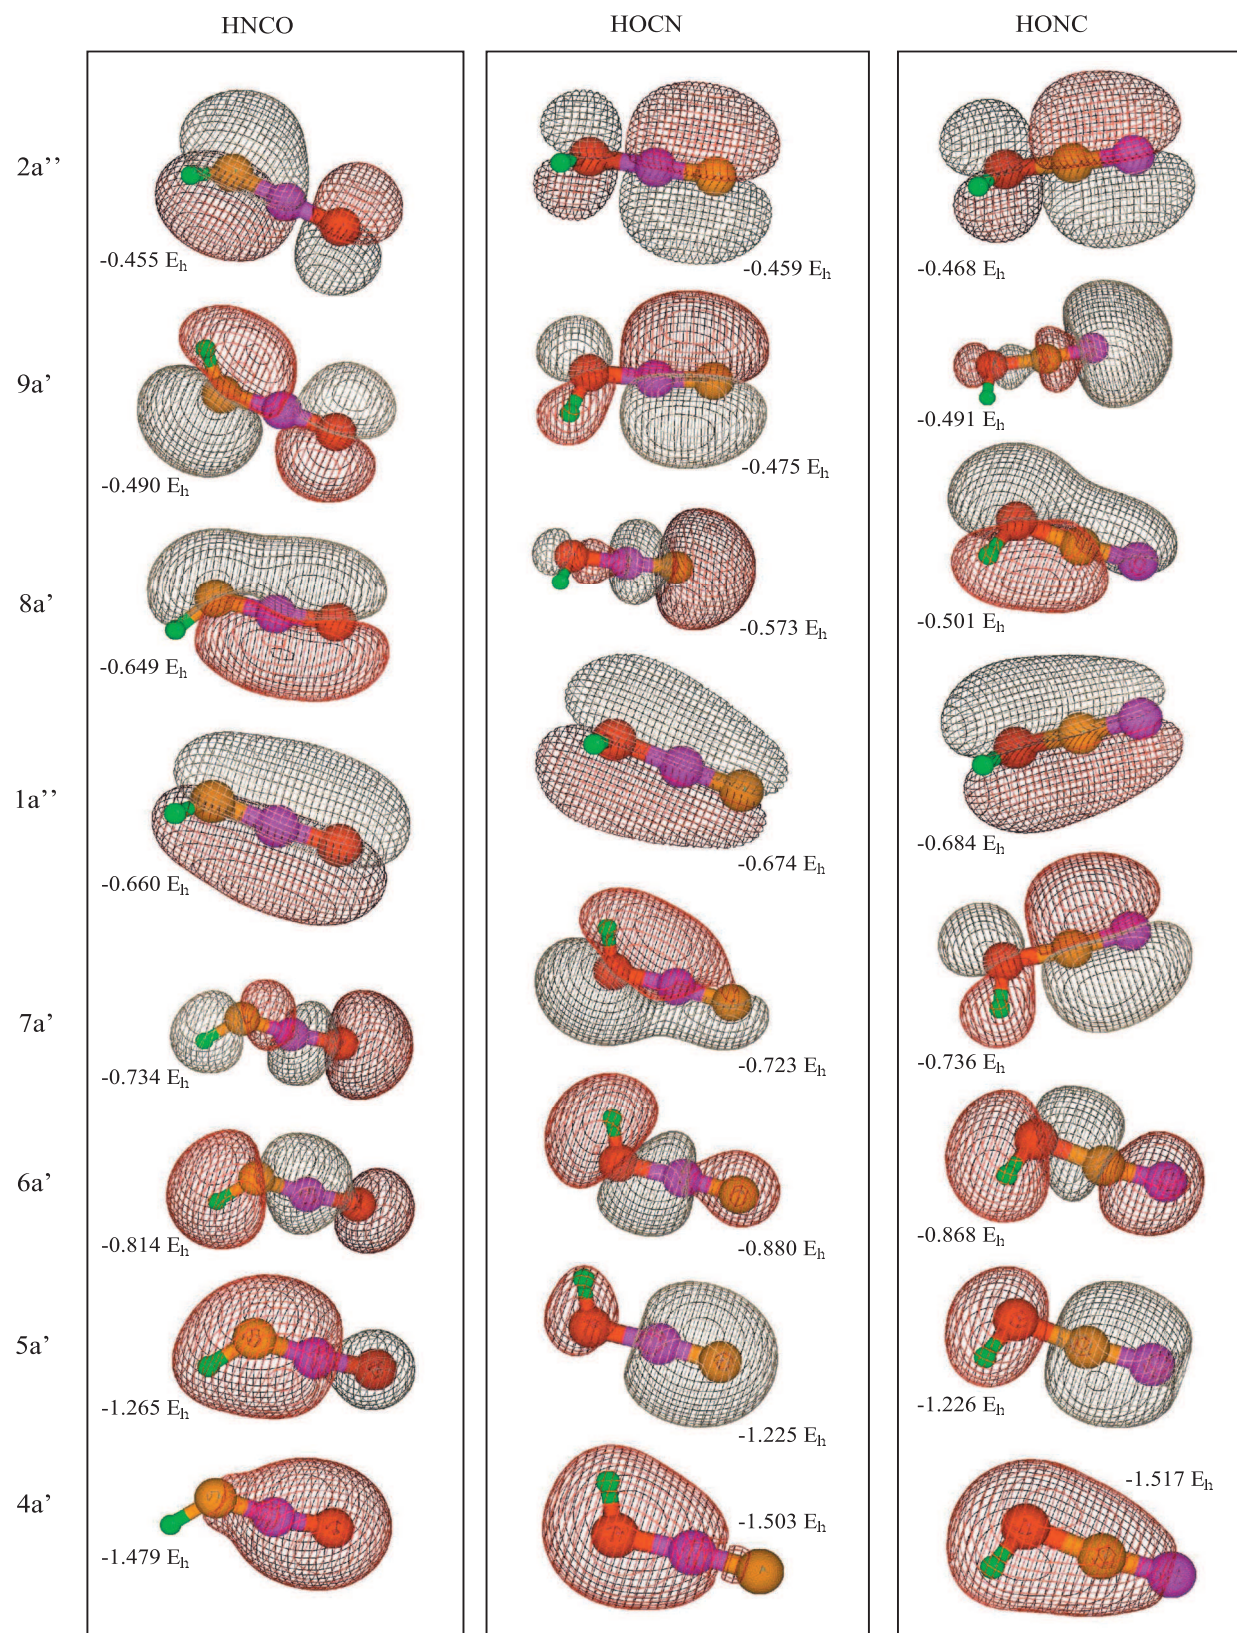 HNCO HOCN HONC
2a’’
-0.455 Eh -0.459 Eh -0.468 Eh
9a’
-0.490 Eh -0.475 Eh -0.491 Eh
8a’
-0.649 Eh -0.573 Eh -0.501 Eh
1a’’
-0.660 Eh -0.674 Eh -0.684 Eh
7a’
-0.734 Eh -0.723 Eh -0.736 Eh
6a’
-0.814 Eh -0.880 Eh -0.868 Eh
5a’
-1.265 Eh -1.225 Eh -1.226 Eh
4a’
-1.479 Eh -1.503 Eh -1.517 Eh